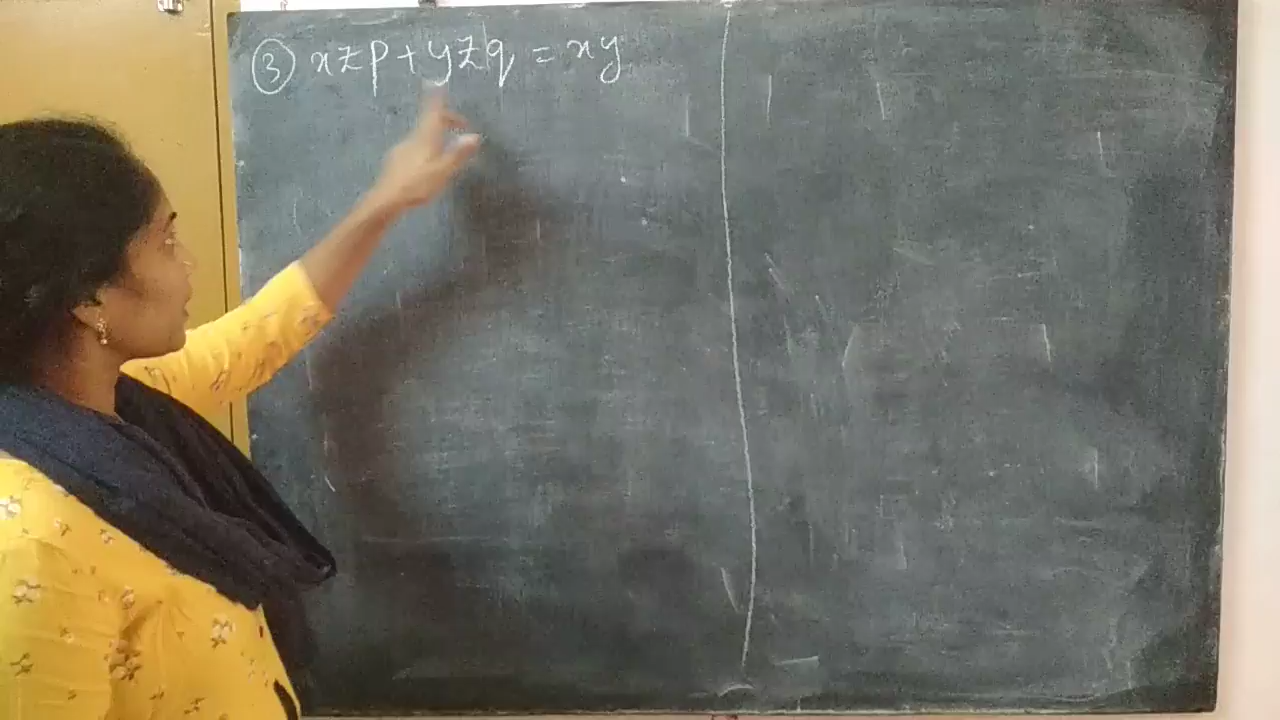 ③ xzp + yzq = xy